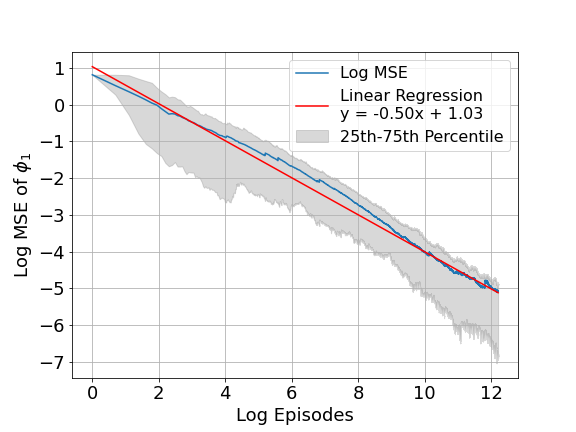 Log MSE
Linear Regression
y = -0.50x + 1.03
25th-75th Percentile
1
0
−1
−2
−3
−4
−5
−6
−7
Log MSE of ϕ₁
0 2 4 6 8 10 12
Log Episodes